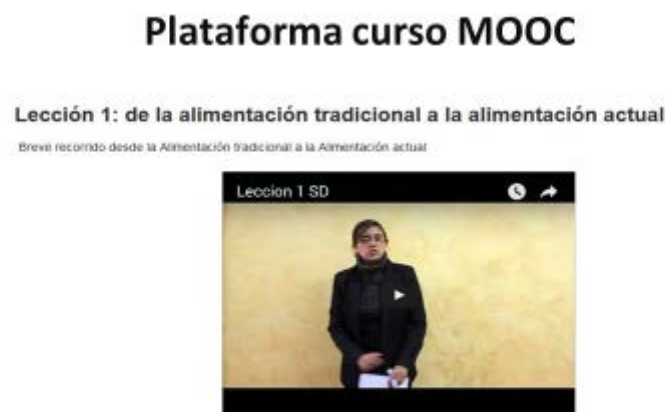 Plataforma curso MOOC
Lección 1: de la alimentación tradicional a la alimentación actual
Breve recorrido desde la Alimentación tradicional a la Alimentación actual
Leccion 1 SD